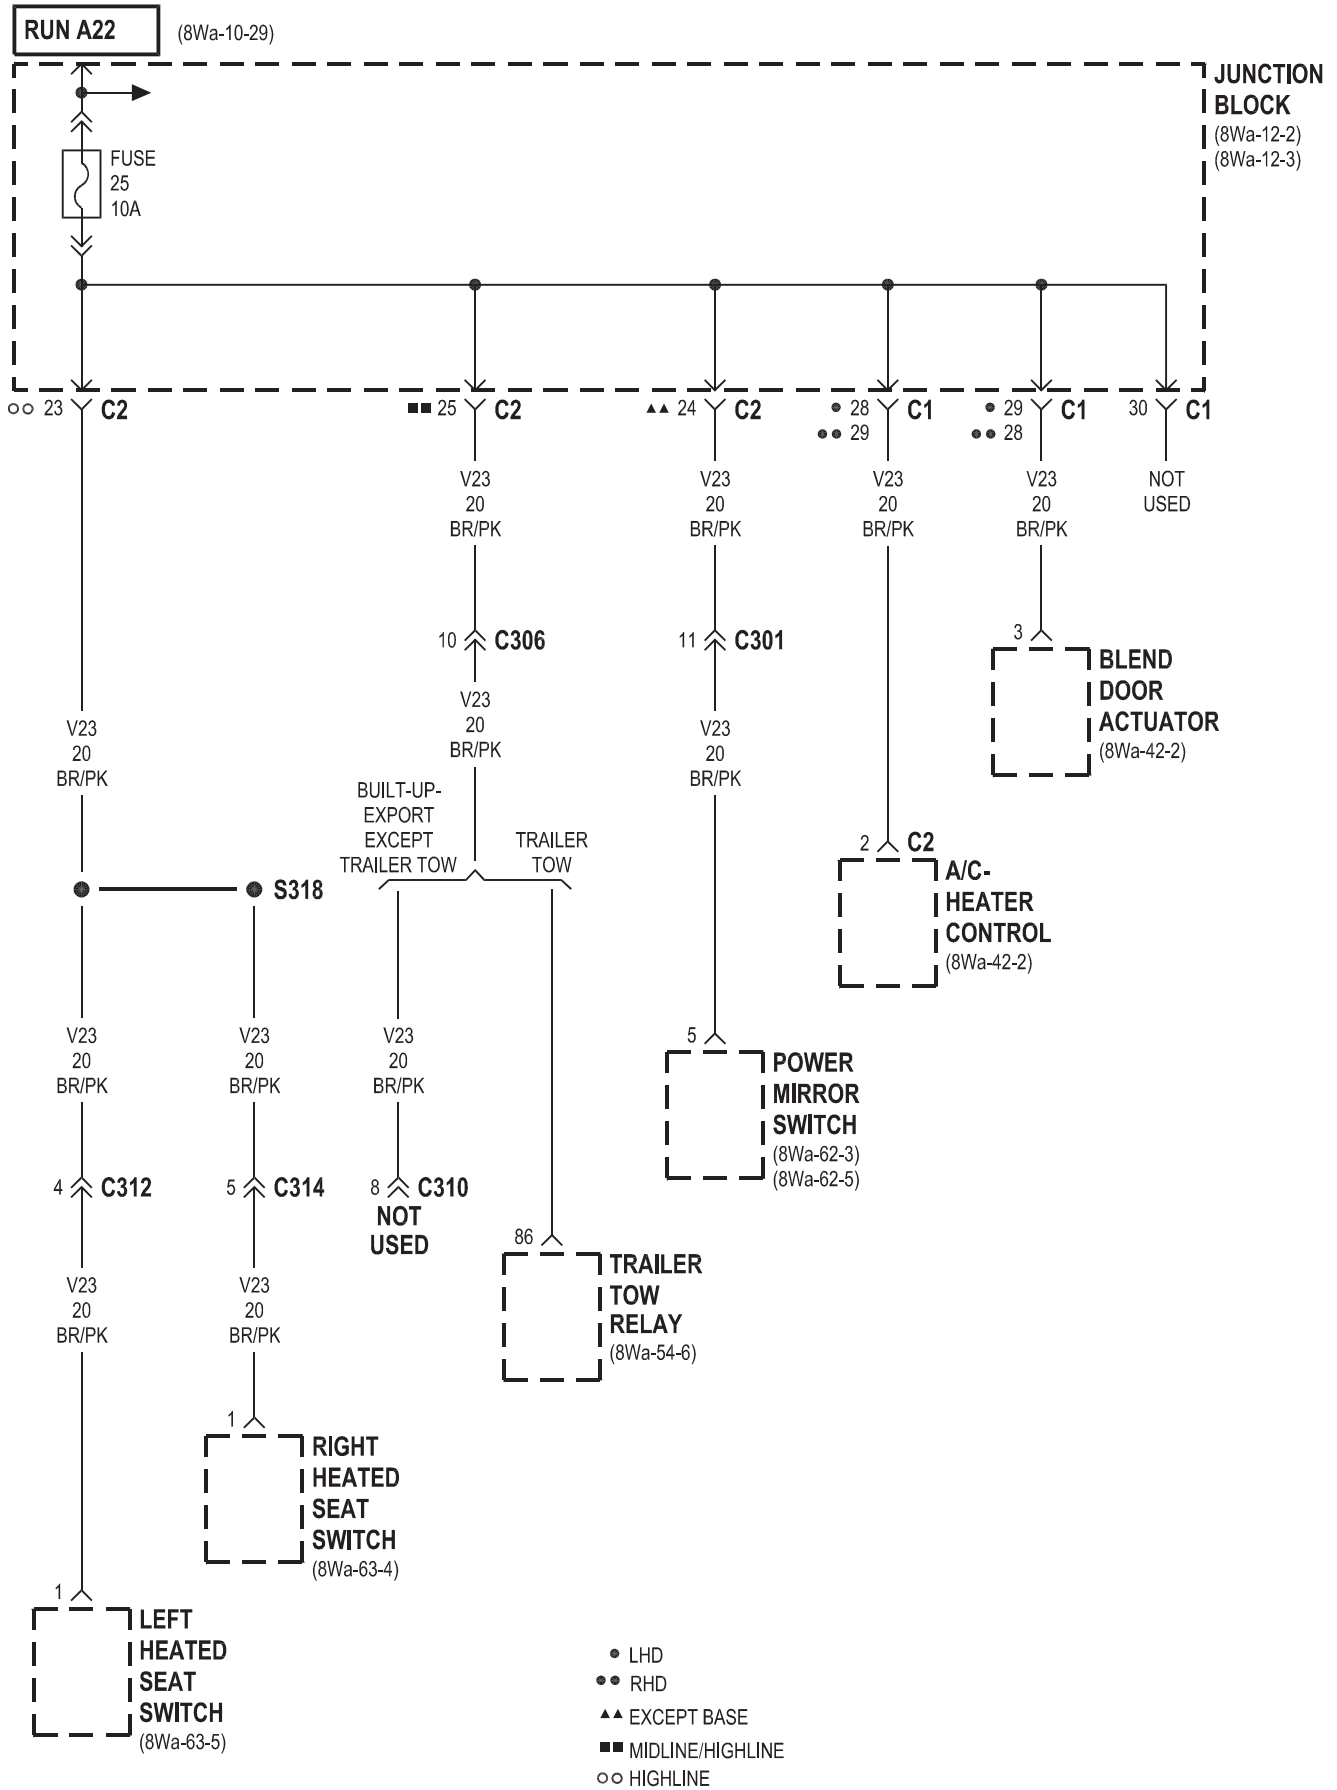 RUN A22
(8Wa-10-29)
JUNCTION
BLOCK
(8Wa-12-2)
(8Wa-12-3)
FUSE
25
10A
23 C2
25 C2
24 C2
28 C1
29
29 C1
28
30 C1
V23
20
BR/PK
V23
20
BR/PK
V23
20
BR/PK
V23
20
BR/PK
NOT
USED
10 C306
11 C301
3
BLEND
DOOR
ACTUATOR
(8Wa-42-2)
V23
20
BR/PK
V23
20
BR/PK
V23
20
BR/PK
BUILT-UP-
EXPORT
EXCEPT
TRAILER TOW
TRAILER
TOW
2 C2
A/C-
HEATER
CONTROL
(8Wa-42-2)
S318
V23
20
BR/PK
V23
20
BR/PK
V23
20
BR/PK
5
POWER
MIRROR
SWITCH
(8Wa-62-3)
(8Wa-62-5)
4 C312
5 C314
8 C310
NOT
USED
86
TRAILER
TOW
RELAY
(8Wa-54-6)
V23
20
BR/PK
V23
20
BR/PK
1
RIGHT
HEATED
SEAT
SWITCH
(8Wa-63-4)
1
LEFT
HEATED
SEAT
SWITCH
(8Wa-63-5)
LHD
RHD
EXCEPT BASE
MIDLINE/HIGHLINE
HIGHLINE